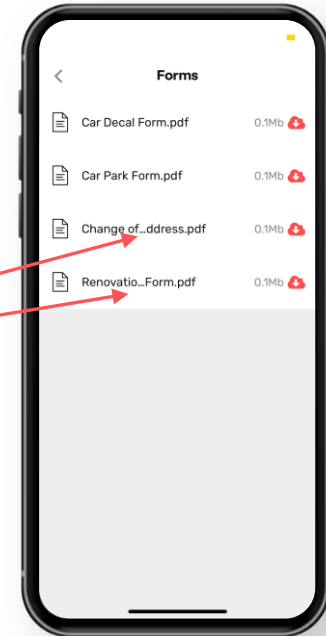 Forms
Car Decal Form.pdf 0.1Mb
Car Park Form.pdf 0.1Mb
Change of...ddress.pdf 0.1Mb
Renovatio...Form.pdf 0.1Mb